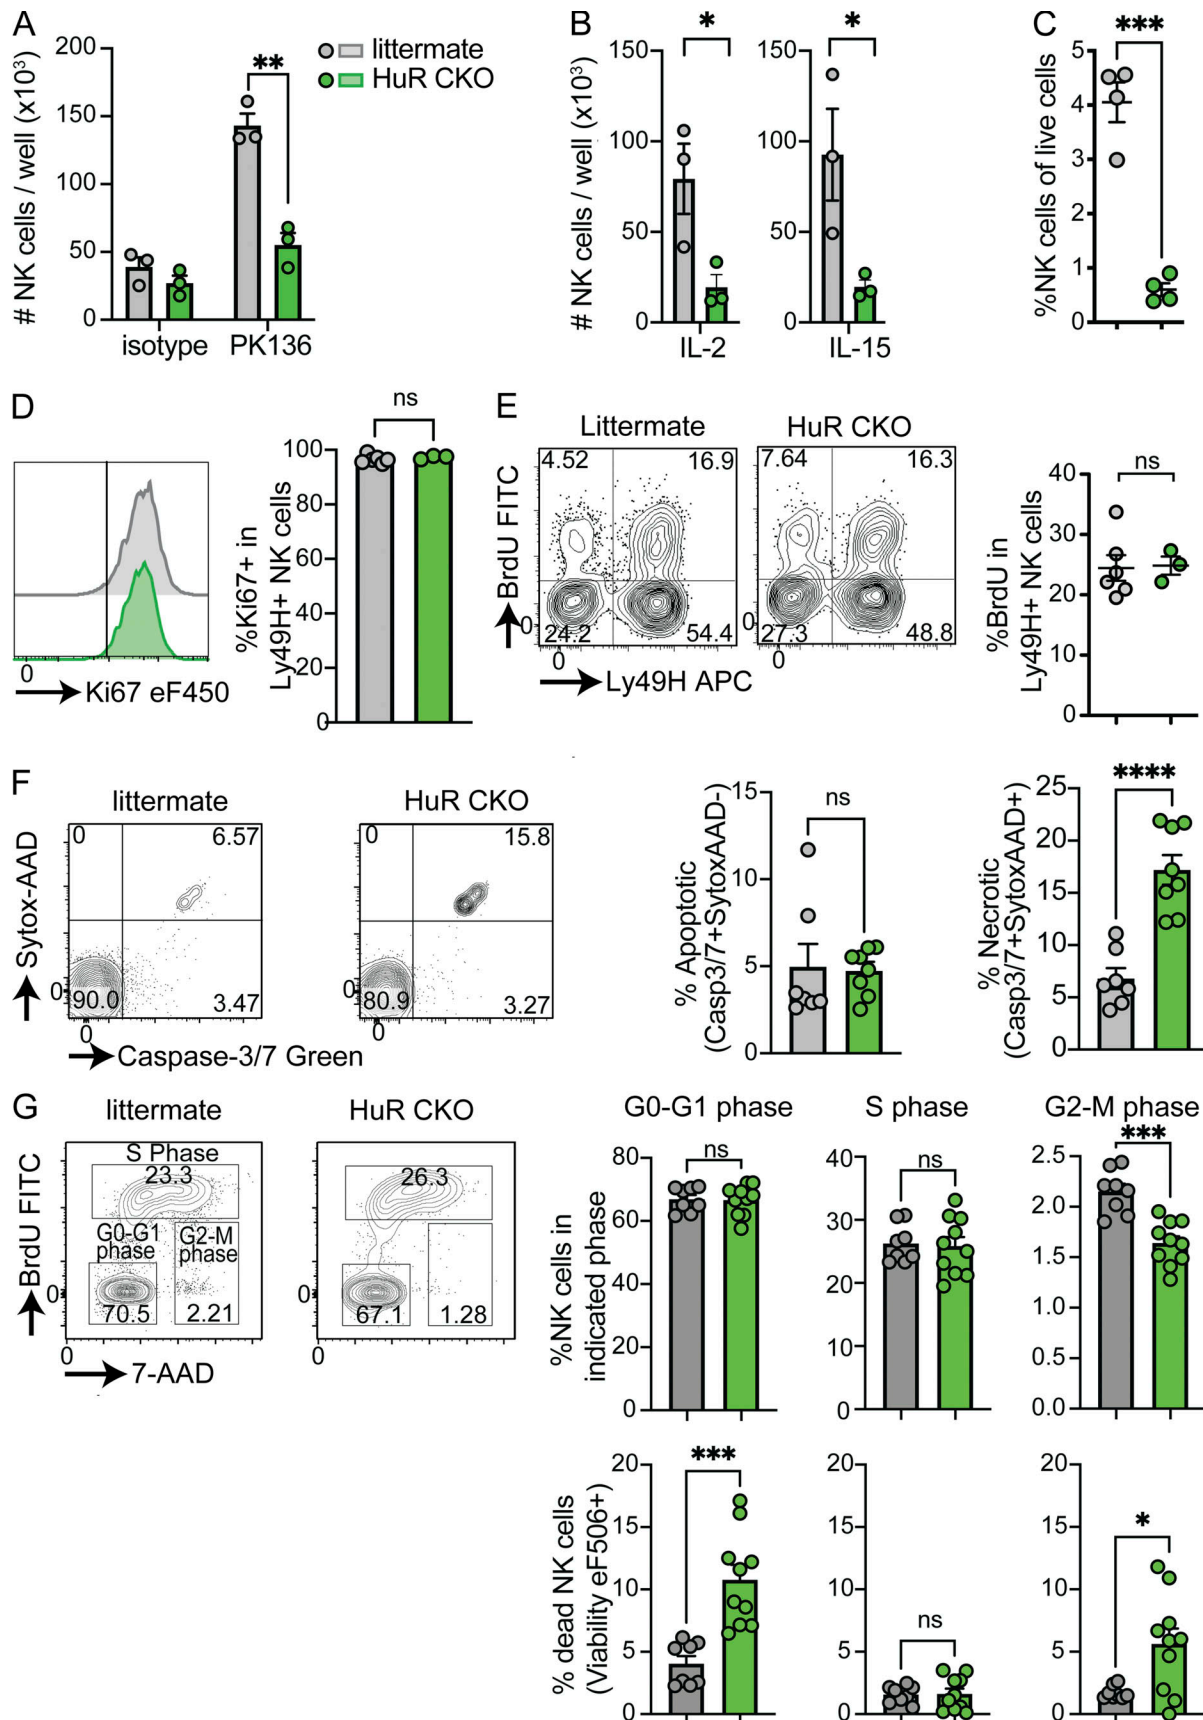 A
# NK cells / well (x10³)
200
150
100
50
0
**
isotype
PK136
littermate
HuR CKO
B
# NK cells / well (x10³)
150
100
50
0
*
IL-2
150
100
50
0
*
IL-15
C
%NK cells of live cells
5
4
3
2
1
0
***
D
0
Ki67 eF450
%Ki67+ in
Ly49H+ NK cells
100
80
60
40
20
0
ns
E
Littermate
HuR CKO
BrdU FITC
4.52
16.9
24.2
54.4
0
0
7.64
16.3
27.3
48.8
0
0
Ly49H APC
%BrdU in
Ly49H+ NK cells
40
30
20
10
0
ns
F
littermate
HuR CKO
Sytox-AAD
0
6.57
90.0
3.47
0
0
0
15.8
80.9
3.27
0
0
Caspase-3/7 Green
% Apoptotic
(Casp3/7+SytoxAAD-)
15
10
5
0
ns
% Necrotic
(Casp3/7+SytoxAAD+)
25
20
15
10
5
0
****
G
littermate
HuR CKO
BrdU FITC
S Phase
23.3
G0-G1
phase
G2-M
phase
70.5
2.21
0
0
26.3
67.1
1.28
0
0
7-AAD
G0-G1 phase
S phase
G2-M phase
%NK cells in
indicated phase
80
60
40
20
0
ns
40
30
20
10
0
ns
2.5
2.0
1.5
1.0
0.5
0.0
***
% dead NK cells
(Viability eF506+)
20
15
10
5
0
***
20
15
10
5
0
ns
20
15
10
5
0
*